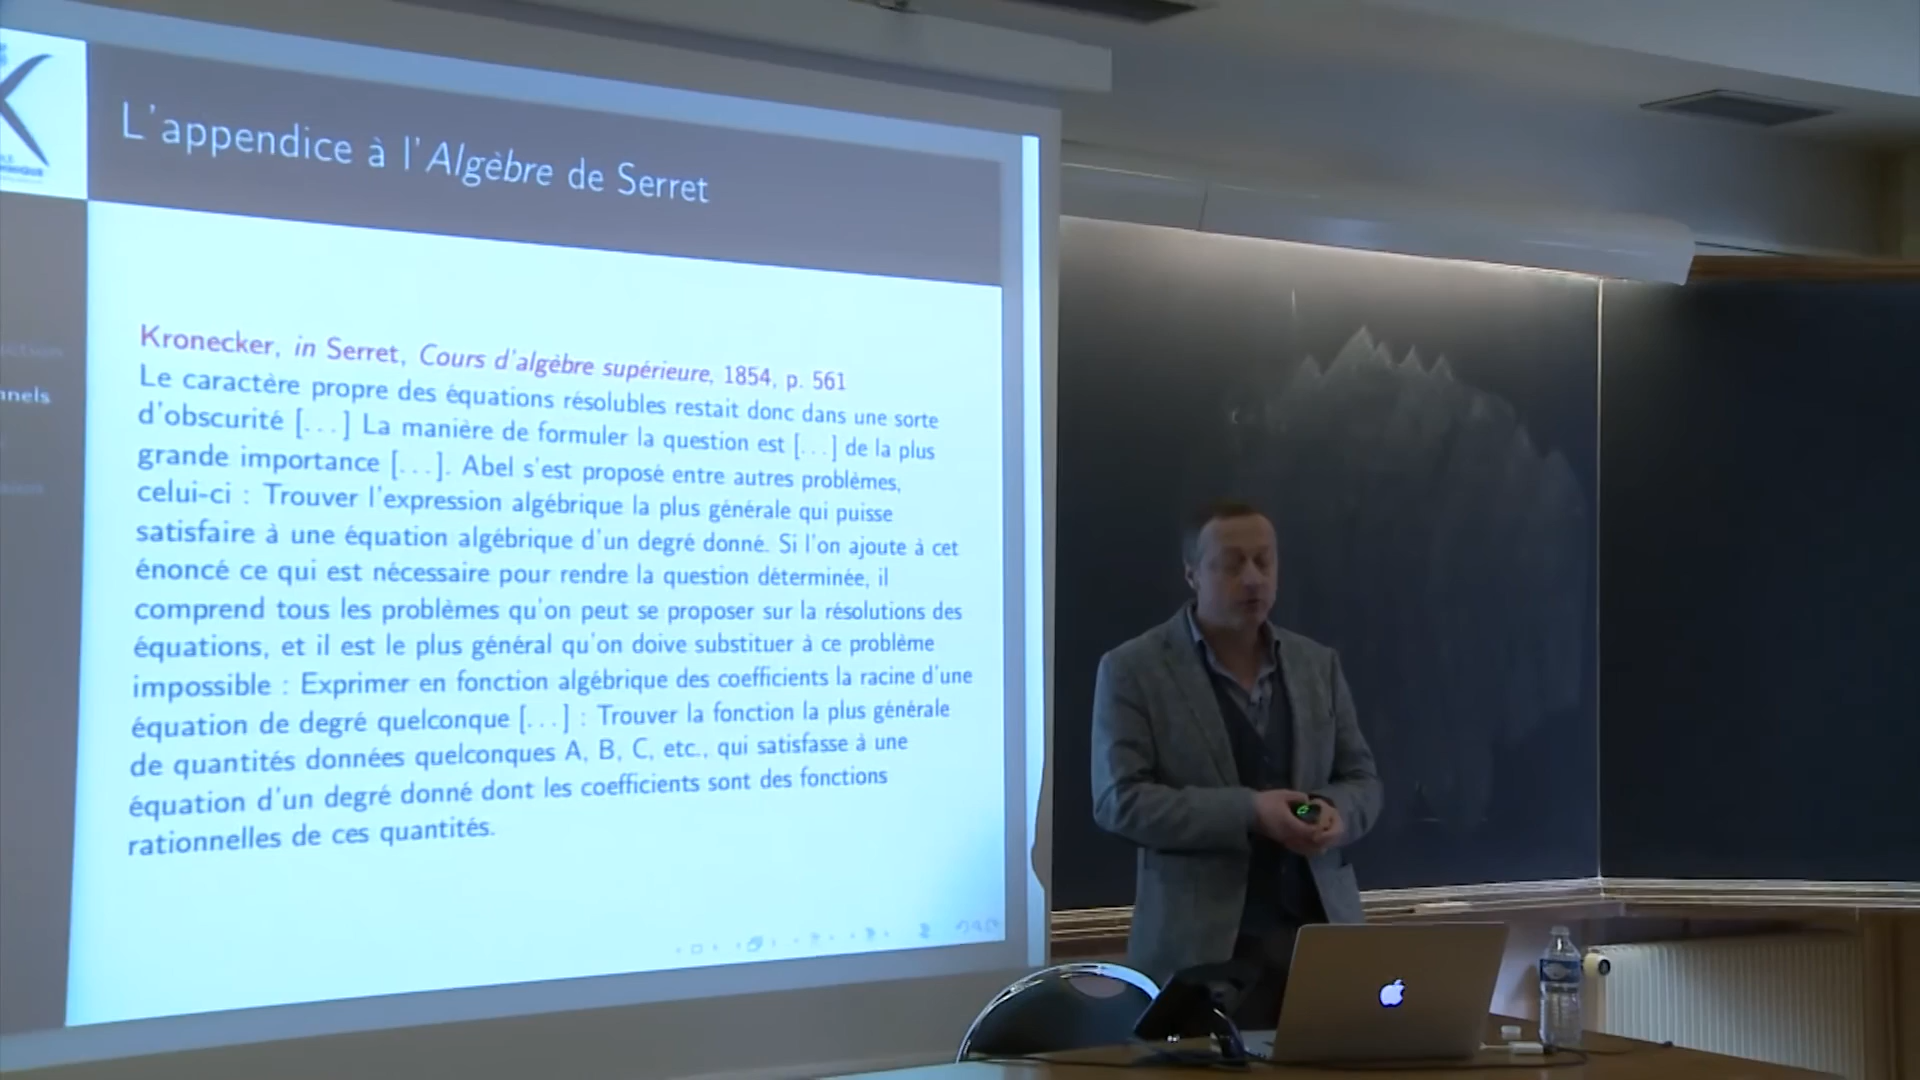 L'appendice à l'Algèbre de Serret
Kronecker, in Serret, Cours d'algèbre supérieure, 1854, p. 561
Le caractère propre des équations résolubles restait donc dans une sorte
d'obscurité [...] La manière de formuler la question est [...] de la plus
grande importance [...]. Abel s'est proposé entre autres problèmes,
celui-ci : Trouver l'expression algébrique la plus générale qui puisse
satisfaire à une équation algébrique d'un degré donné. Si l'on ajoute à cet
énoncé ce qui est nécessaire pour rendre la question déterminée, il
comprend tous les problèmes qu'on peut se proposer sur la résolutions des
équations, et il est le plus général qu'on doive substituer à ce problème
impossible : Exprimer en fonction algébrique des coefficients la racine d'une
équation de degré quelconque [...] : Trouver la fonction la plus générale
de quantités données quelconques A, B, C, etc., qui satisfasse à une
équation d'un degré donné dont les coefficients sont des fonctions
rationnelles de ces quantités.